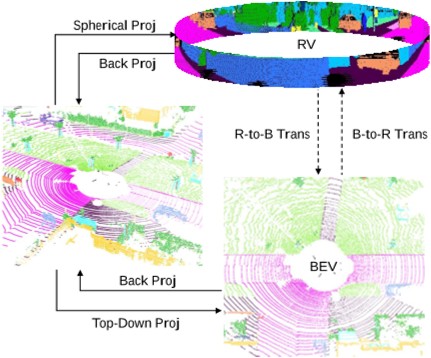 Spherical Proj
Back Proj
RV
R-to-B Trans
B-to-R Trans
BEV
Back Proj
Top-Down Proj